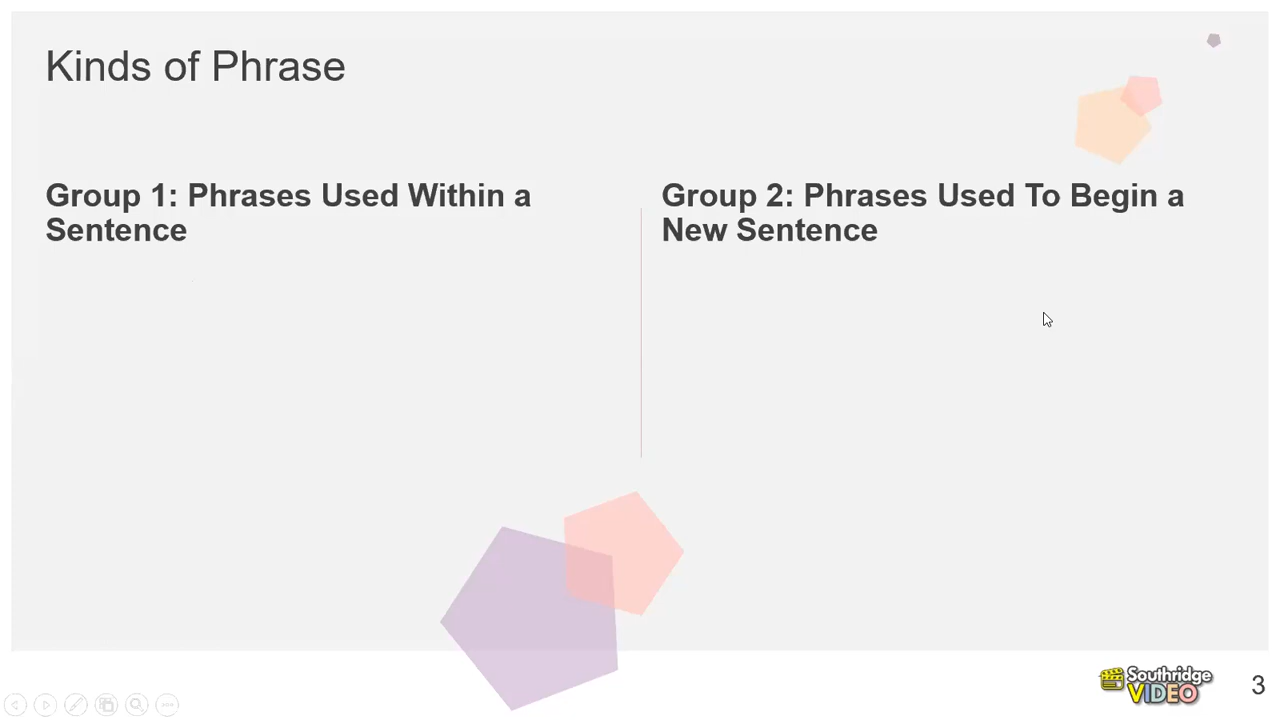 Kinds of Phrase
Group 1: Phrases Used Within a
Sentence
Group 2: Phrases Used To Begin a
New Sentence
Southridge
VIDEO
3